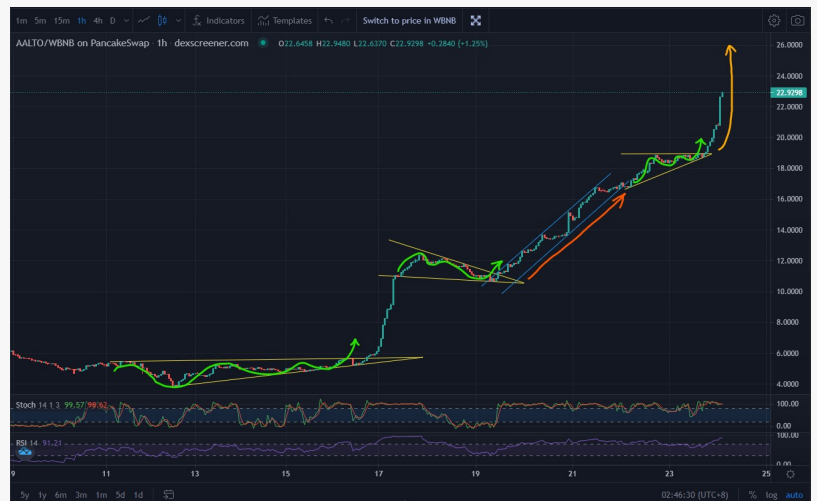 1m 5m 15m 1h 4h D Indicators Templates Switch to price in WBNB
AALTO/WBNB on PancakeSwap · 1h · dexscreener.com O22.6458 H22.9480 L22.6370 C22.9298 +0.2840 (+1.25%)
26.0000
24.0000
22.9298
22.0000
20.0000
18.0000
16.0000
14.0000
12.0000
10.0000
8.0000
6.0000
4.0000
Stoch 14 1 3 99.57 98.62 100.00
0.00
RSI 14 91.21 100.00
0.00
9 11 13 15 17 19 21 23 25
5y 1y 6m 3m 1m 5d 1d 02:46:30 (UTC+8) % log auto